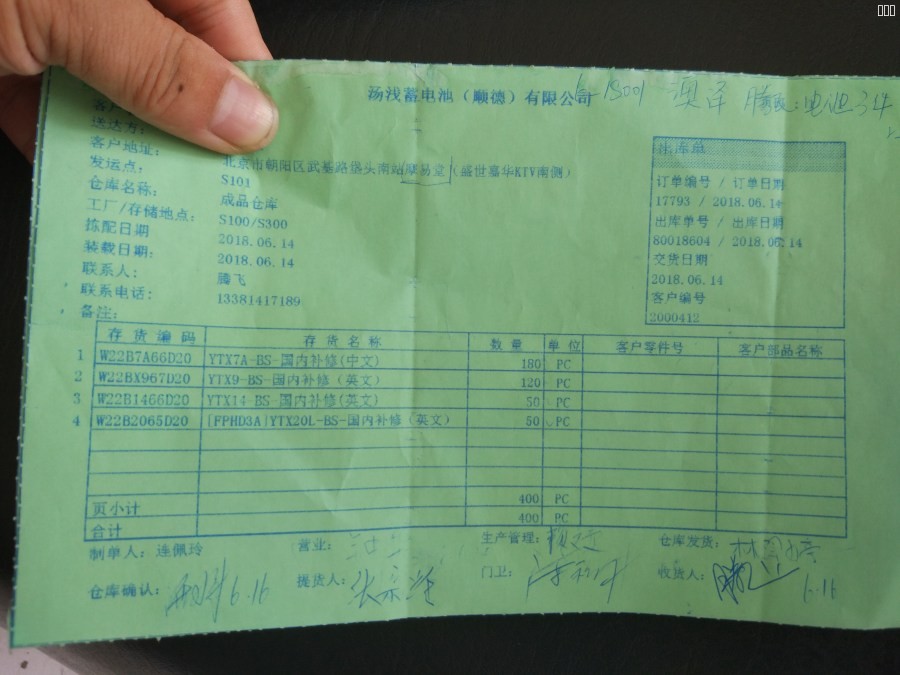 汤浅蓄电池（顺德）有限公司
澳泽
送达方:
客户地址: 北京市朝阳区武基路垡头南站摩易堂（盛世嘉华KTV南侧）
发运点: S101
仓库名称: 成品仓库
工厂/存储地点: S100/S300
拣配日期 2018.06.14
装载日期: 2018.06.14
联系人: 腾飞
联系电话: 13381417189
备注:
出库单
订单编号 / 订单日期
17793 / 2018.06.14
出库单号 / 出库日期
80018604 / 2018.06.14
交货日期
2018.06.14
客户编号
2000412
存货编码 存货名称 数量 单位 客户零件号 客户部品名称
1 W22B7A66D20 YTX7A-BS-国内补修(中文) 180 PC
2 W22BX967D20 YTX9-BS-国内补修(英文) 120 PC
3 W22B1466D20 YTX14-BS-国内补修(英文) 50 PC
4 W22B2065D20 [FPHD3A]YTX20L-BS-国内补修（英文） 50 PC
页小计 400 PC
合计 400 PC
制单人: 连佩玲 营业: 生产管理: 仓库发货:
仓库确认: 6.16 提货人: 门卫: 收货人: 6.16